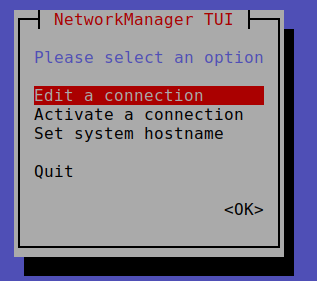 NetworkManager TUI
Please select an option
Edit a connection
Activate a connection
Set system hostname
Quit
<OK>